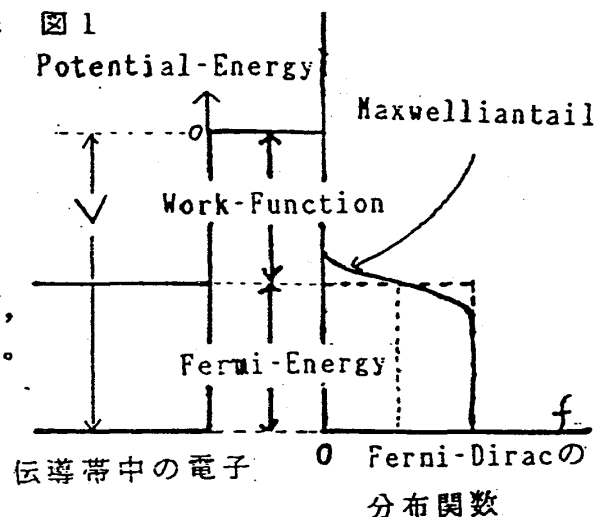 図1
Potential-Energy
0
Maxwelliantail
Work-Function
V
,
。
Fermi-Energy
f
伝導帯中の電子
0
Ferni-Diracの
分布関数